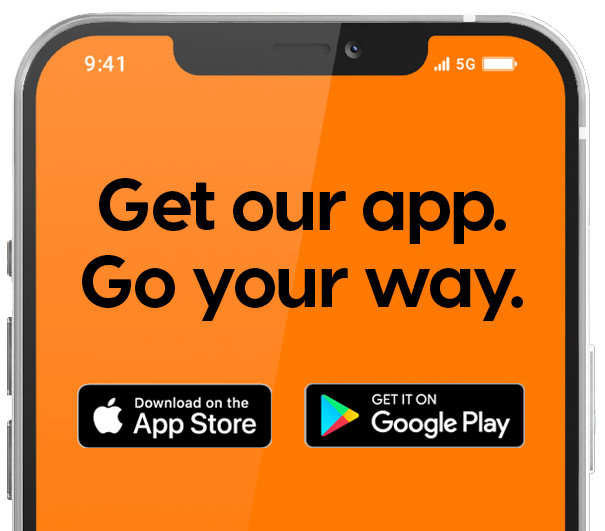 9:41 5G
Get our app.
Go your way.
Download on the
App Store
GET IT ON
Google Play